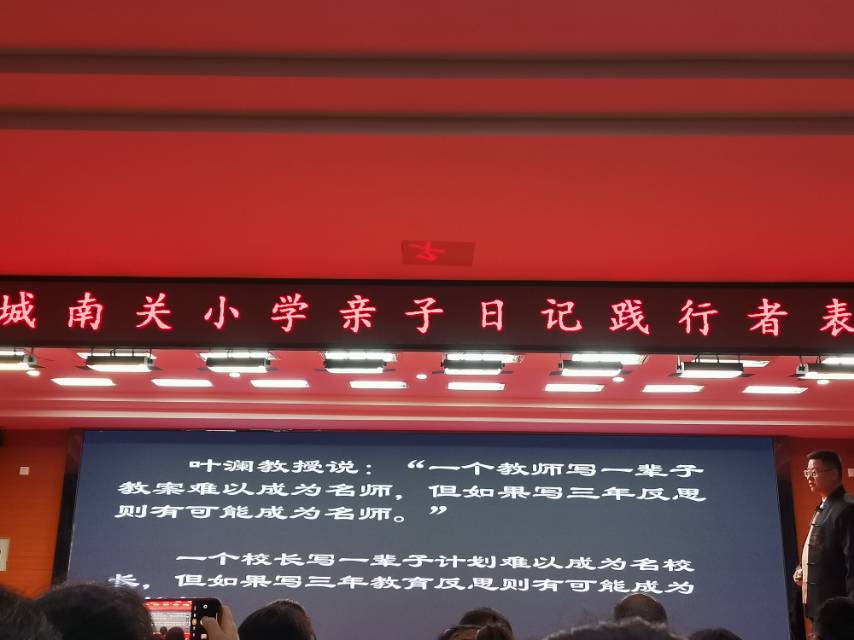 城南关小学亲子日记践行者表
叶澜教授说：“一个教师写一辈子
教案难以成为名师，但如果写三年反思
则有可能成为名师。”
一个校长写一辈子计划难以成为名校
长，但如果写三年教育反思则有可能成为